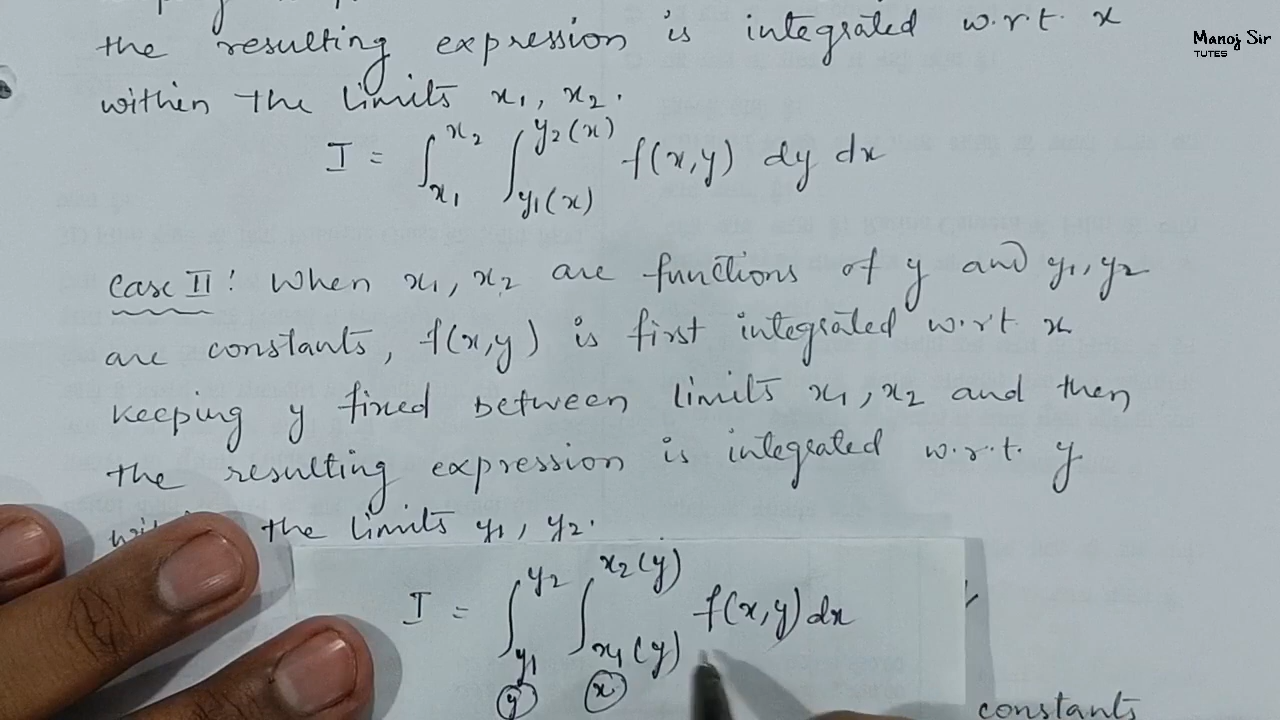 Manoj Sir
TUTES
the resulting expression is integrated w.r.t. x
within the limits x₁, x₂.
I = ∫_{x₁}^{x₂} ∫_{y₁(x)}^{y₂(x)} f(x,y) dy dx
Case II : When x₁, x₂ are functions of y and y₁, y₂
are constants, f(x,y) is first integrated w.r.t. x
keeping y fixed between limits x₁, x₂ and then
the resulting expression is integrated w.r.t. y
the limits y₁, y₂.
I = ∫_{y₁}^{y₂} ∫_{x₁(y)}^{x₂(y)} f(x,y) dx
y x
constants